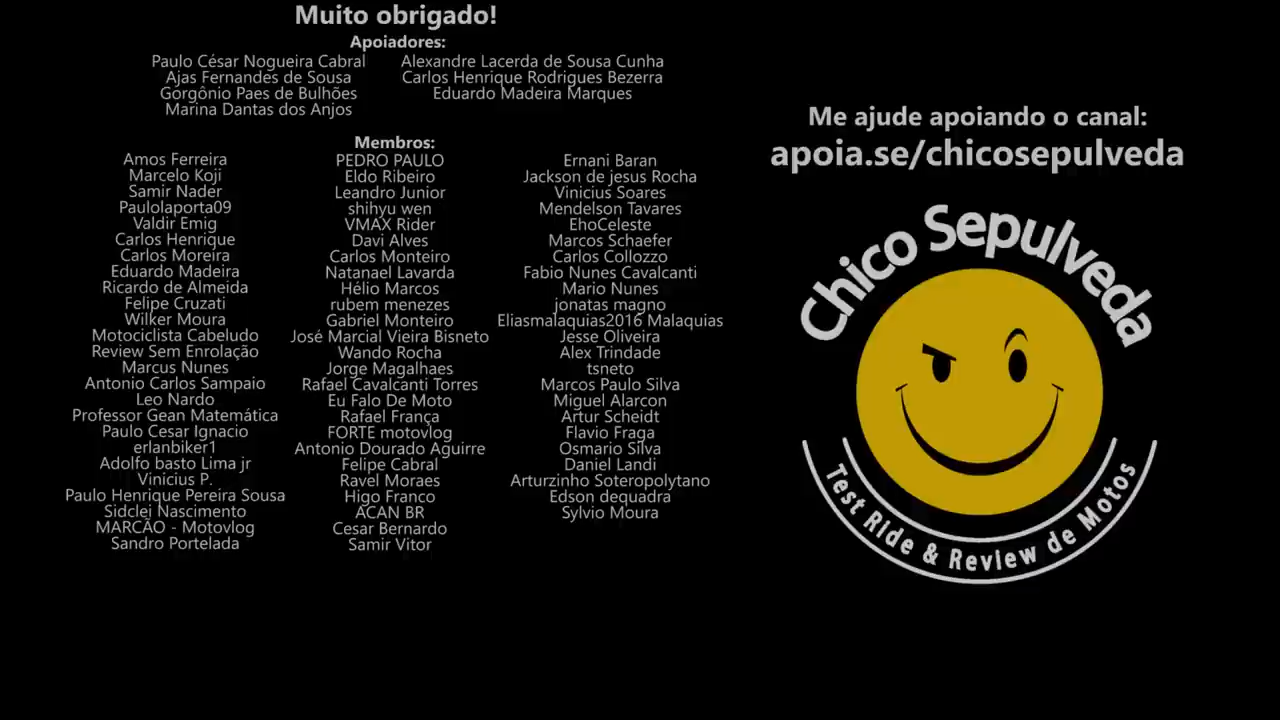 Muito obrigado!
Apoiadores:
Paulo César Nogueira Cabral
Ajas Fernandes de Sousa
Gorgônio Paes de Bulhões
Marina Dantas dos Anjos
Alexandre Lacerda de Sousa Cunha
Carlos Henrique Rodrigues Bezerra
Eduardo Madeira Marques
Membros:
Amos Ferreira
Marcelo Koji
Samir Nader
Paulolaporta09
Valdir Emig
Carlos Henrique
Carlos Moreira
Eduardo Madeira
Ricardo de Almeida
Felipe Cruzati
Wilker Moura
Motociclista Cabeludo
Review Sem Enrolação
Marcus Nunes
Antonio Carlos Sampaio
Leo Nardo
Professor Gean Matemática
Paulo Cesar Ignacio
erlanbiker1
Adolfo basto Lima jr
Vinicius P.
Paulo Henrique Pereira Sousa
Sidclei Nascimento
MARCÃO - Motovlog
Sandro Portelada
PEDRO PAULO
Eldo Ribeiro
Leandro Junior
shihyu wen
VMAX Rider
Davi Alves
Carlos Monteiro
Natanael Lavarda
Hélio Marcos
rubem menezes
Gabriel Monteiro
José Marcial Vieira Bisneto
Wando Rocha
Jorge Magalhaes
Rafael Cavalcanti Torres
Eu Falo De Moto
Rafael França
FORTE motovlog
Antonio Dourado Aguirre
Felipe Cabral
Ravel Moraes
Higo Franco
ACAN BR
Cesar Bernardo
Samir Vitor
Ernani Baran
Jackson de jesus Rocha
Vinicius Soares
Mendelson Tavares
EhoCeleste
Marcos Schaefer
Carlos Collozzo
Fabio Nunes Cavalcanti
Mario Nunes
jonatas magno
Eliasmalaquias2016 Malaquias
Jesse Oliveira
Alex Trindade
tsneto
Marcos Paulo Silva
Miguel Alarcon
Artur Scheidt
Flavio Fraga
Osmario Silva
Daniel Landi
Arturzinho Soteropolytano
Edson dequadra
Sylvio Moura
Me ajude apoiando o canal:
apoia.se/chicosepulveda
Chico Sepulveda
Test Ride & Review de Motos